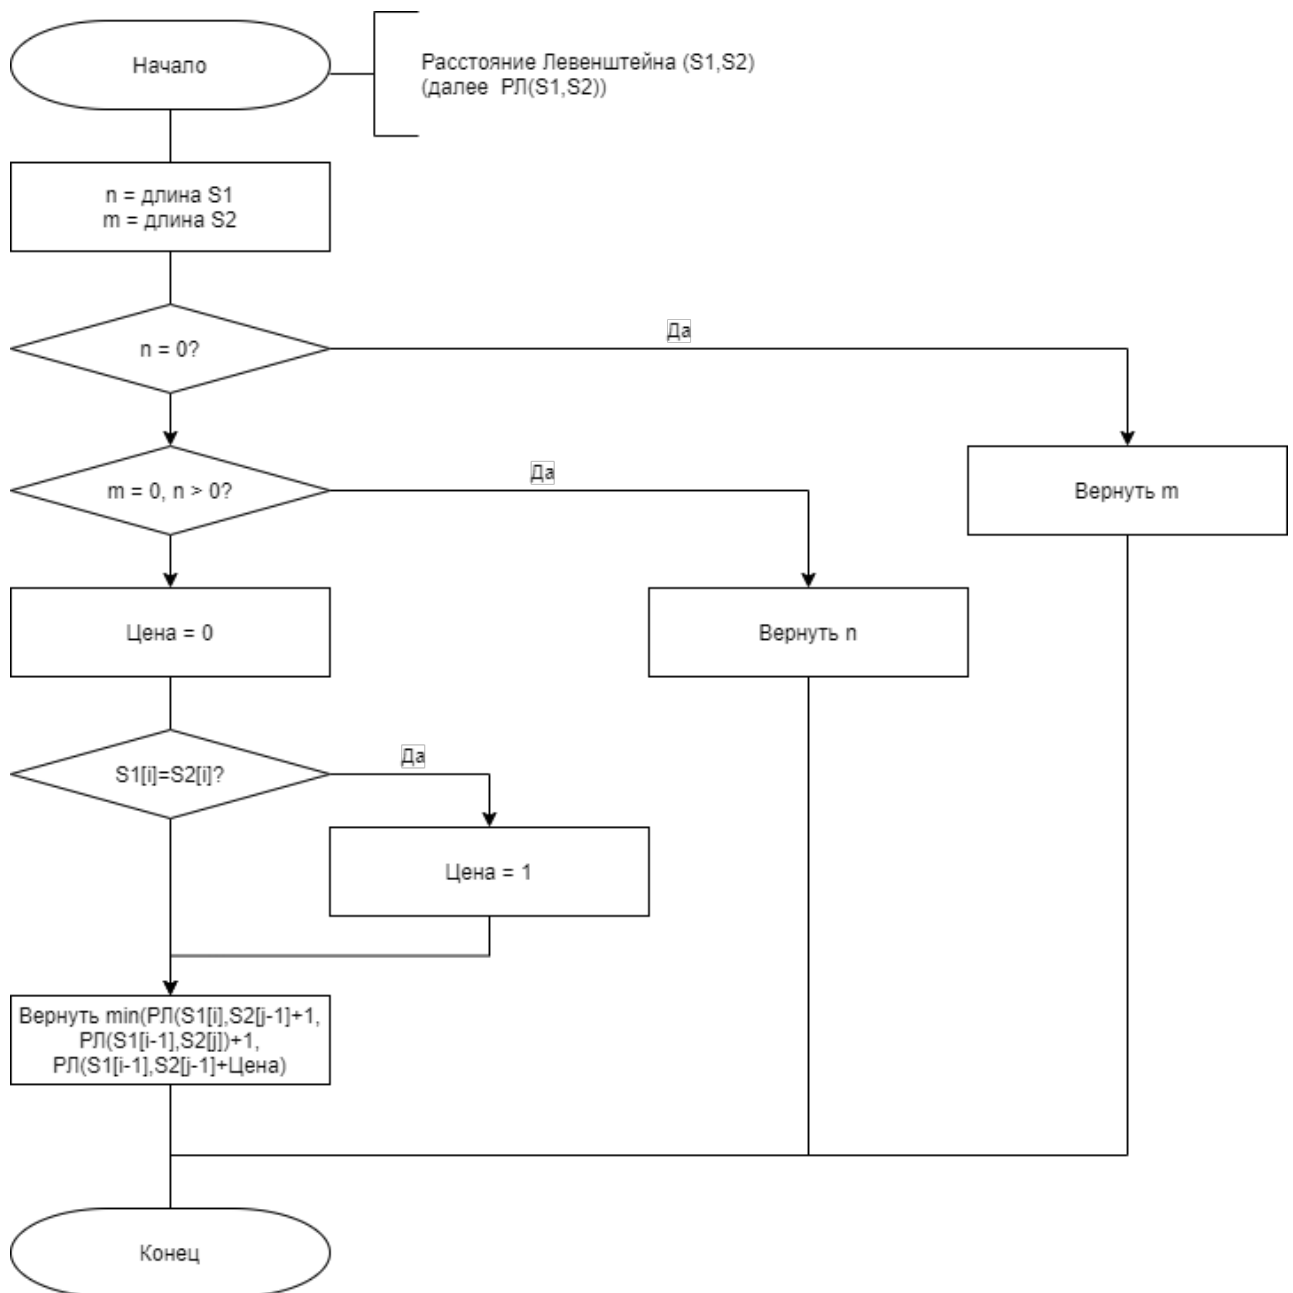 Начало
Расстояние Левенштейна (S1,S2)
(далее РЛ(S1,S2))
n = длина S1
m = длина S2
n = 0?
Да
m = 0, n > 0?
Да
Вернуть m
Цена = 0
Вернуть n
S1[i]=S2[i]?
Да
Цена = 1
Вернуть min(РЛ(S1[i],S2[j-1]+1,
РЛ(S1[i-1],S2[j])+1,
РЛ(S1[i-1],S2[j-1]+Цена)
Конец